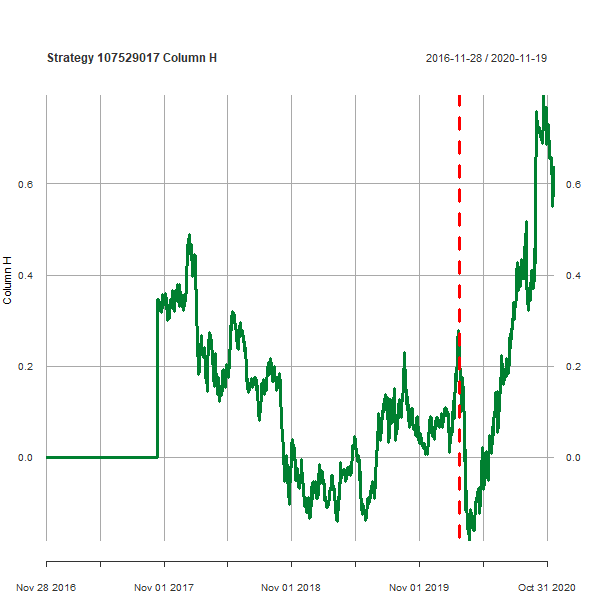 Strategy 107529017 Column H
2016-11-28 / 2020-11-19
Column H
0.6
0.6
0.4
0.4
0.2
0.2
0.0
0.0
Nov 28 2016
Nov 01 2017
Nov 01 2018
Nov 01 2019
Oct 31 2020